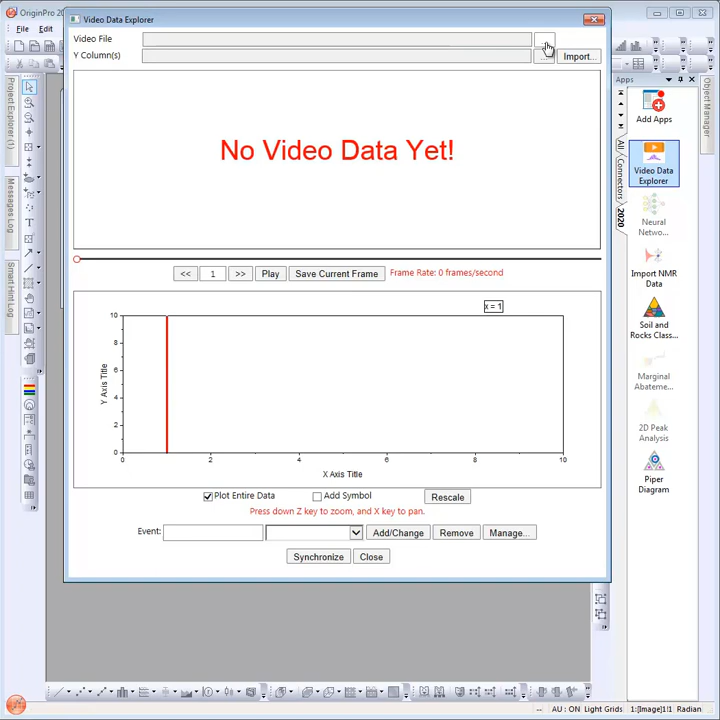 OriginPro 20
Video Data Explorer
File
Edit
Video File
Y Column(s)
...
Import...
No Video Data Yet!
<<
1
>>
Play
Save Current Frame
Frame Rate: 0 frames/second
x = 1
10
8
6
4
2
0
Y Axis Title
0
2
4
6
8
10
X Axis Title
Plot Entire Data
Add Symbol
Rescale
Press down Z key to zoom, and X key to pan.
Event:
Add/Change
Remove
Manage...
Synchronize
Close
Project Explorer (1)
Messages Log
Smart Hint Log
T
Apps
Object Manager
All
Connectors
2020
Add Apps
Video Data
Explorer
Neural
Netwo...
Import NMR
Data
Soil and
Rocks Class...
Marginal
Abateme...
2D Peak
Analysis
Piper
Diagram
AU : ON
Light Grids
1:[Image]1!1
Radian